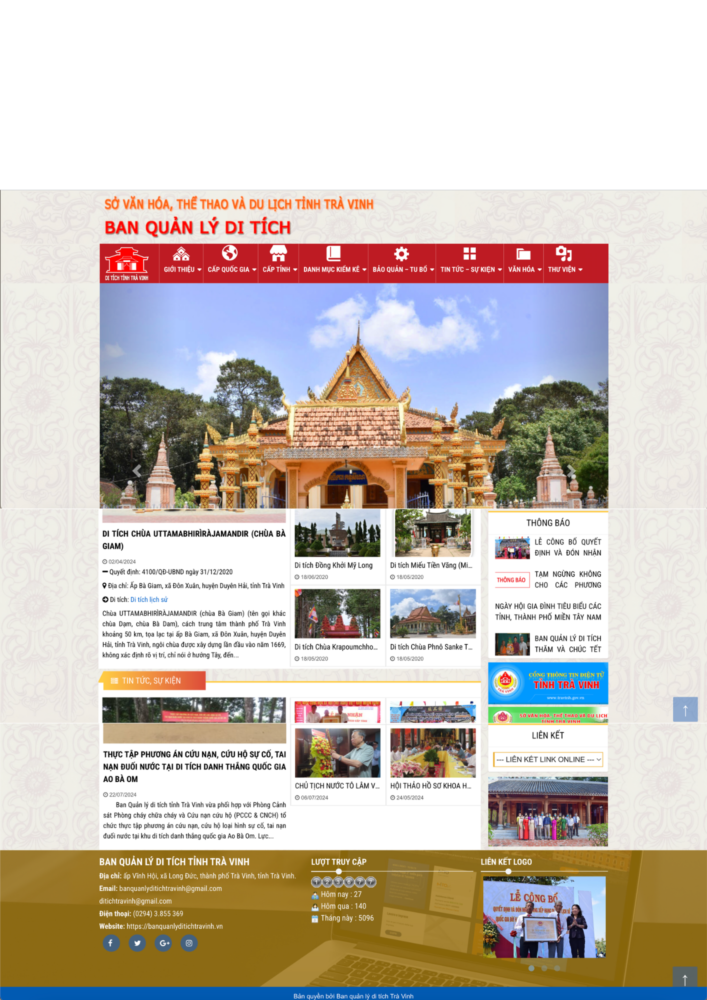 SỞ VĂN HÓA, THỂ THAO VÀ DU LỊCH TỈNH TRÀ VINH
BAN QUẢN LÝ DI TÍCH
DI TÍCH TỈNH TRÀ VINH
GIỚI THIỆU
CẤP QUỐC GIA
CẤP TỈNH
DANH MỤC KIỂM KÊ
BẢO QUẢN – TU BỔ
TIN TỨC – SỰ KIỆN
VĂN HÓA
THƯ VIỆN
DI TÍCH CHÙA UTTAMABHIRÌRÀJAMANDIR (CHÙA BÀ
GIAM)
02/04/2024
Quyết định: 4100/QĐ-UBND ngày 31/12/2020
Địa chỉ: Ấp Bà Giam, xã Đôn Xuân, huyện Duyên Hải, tỉnh Trà Vinh
Di tích: Di tích lịch sử
Chùa UTTAMABHIRÌRÀJAMANDIR (chùa Bà Giam) (tên gọi khác
chùa Dạm, chùa Bà Dam), cách trung tâm thành phố Trà Vinh
khoảng 50 km, tọa lạc tại ấp Bà Giam, xã Đôn Xuân, huyện Duyên
Hải, tỉnh Trà Vinh, ngôi chùa được xây dựng lần đầu vào năm 1669,
không xác định rõ vị trí, chỉ nói ở hướng Tây, đến...
Di tích Đồng Khởi Mỹ Long
18/06/2020
Di tích Miếu Tiền Vãng (Mi...
18/05/2020
Di tích Chùa Krapoumchho...
18/05/2020
Di tích Chùa Phnô Sanke T...
18/05/2020
THÔNG BÁO
LỄ CÔNG BỐ QUYẾT
ĐỊNH VÀ ĐÓN NHẬN
THÔNG BÁO
TẠM NGỪNG KHÔNG
CHO CÁC PHƯƠNG
NGÀY HỘI GIA ĐÌNH TIÊU BIỂU CÁC
TỈNH, THÀNH PHỐ MIỀN TÂY NAM
BAN QUẢN LÝ DI TÍCH
THĂM VÀ CHÚC TẾT
CỔNG THÔNG TIN ĐIỆN TỬ
TỈNH TRÀ VINH
TRÀ VINH
www.travinh.gov.vn
SỞ VĂN HÓA, THỂ THAO VÀ DU LỊCH
TỈNH TRÀ VINH
TIN TỨC, SỰ KIỆN
THỰC TẬP PHƯƠNG ÁN CỨU NẠN, CỨU HỘ SỰ CỐ, TAI
NẠN ĐUỐI NƯỚC TẠI DI TÍCH DANH THẮNG QUỐC GIA
AO BÀ OM
22/07/2024
Ban Quản lý di tích tỉnh Trà Vinh vừa phối hợp với Phòng Cảnh
sát Phòng cháy chữa cháy và Cứu nạn cứu hộ (PCCC & CNCH) tổ
chức thực tập phương án cứu nạn, cứu hộ loại hình sự cố, tai nạn
đuối nước tại khu di tích danh thắng quốc gia Ao Bà Om. Lực...
CHỦ TỊCH NƯỚC TÔ LÂM V...
06/07/2024
HỘI THẢO HỒ SƠ KHOA H...
24/05/2024
LIÊN KẾT
--- LIÊN KẾT LINK ONLINE ---
BAN QUẢN LÝ DI TÍCH TỈNH TRÀ VINH
Địa chỉ: ấp Vĩnh Hội, xã Long Đức, thành phố Trà Vinh, tỉnh Trà Vinh.
Email: banquanlyditichtravinh@gmail.com
ditichtravinh@gmail.com
Điện thoại: (0294) 3.855 369
Website: https://banquanlyditichtravinh.vn
LƯỢT TRUY CẬP
123677
Hôm nay : 27
Hôm qua : 140
Tháng này : 5096
LIÊN KẾT LOGO
LỄ CÔNG BỐ
Bản quyền bởi Ban quản lý di tích Trà Vinh